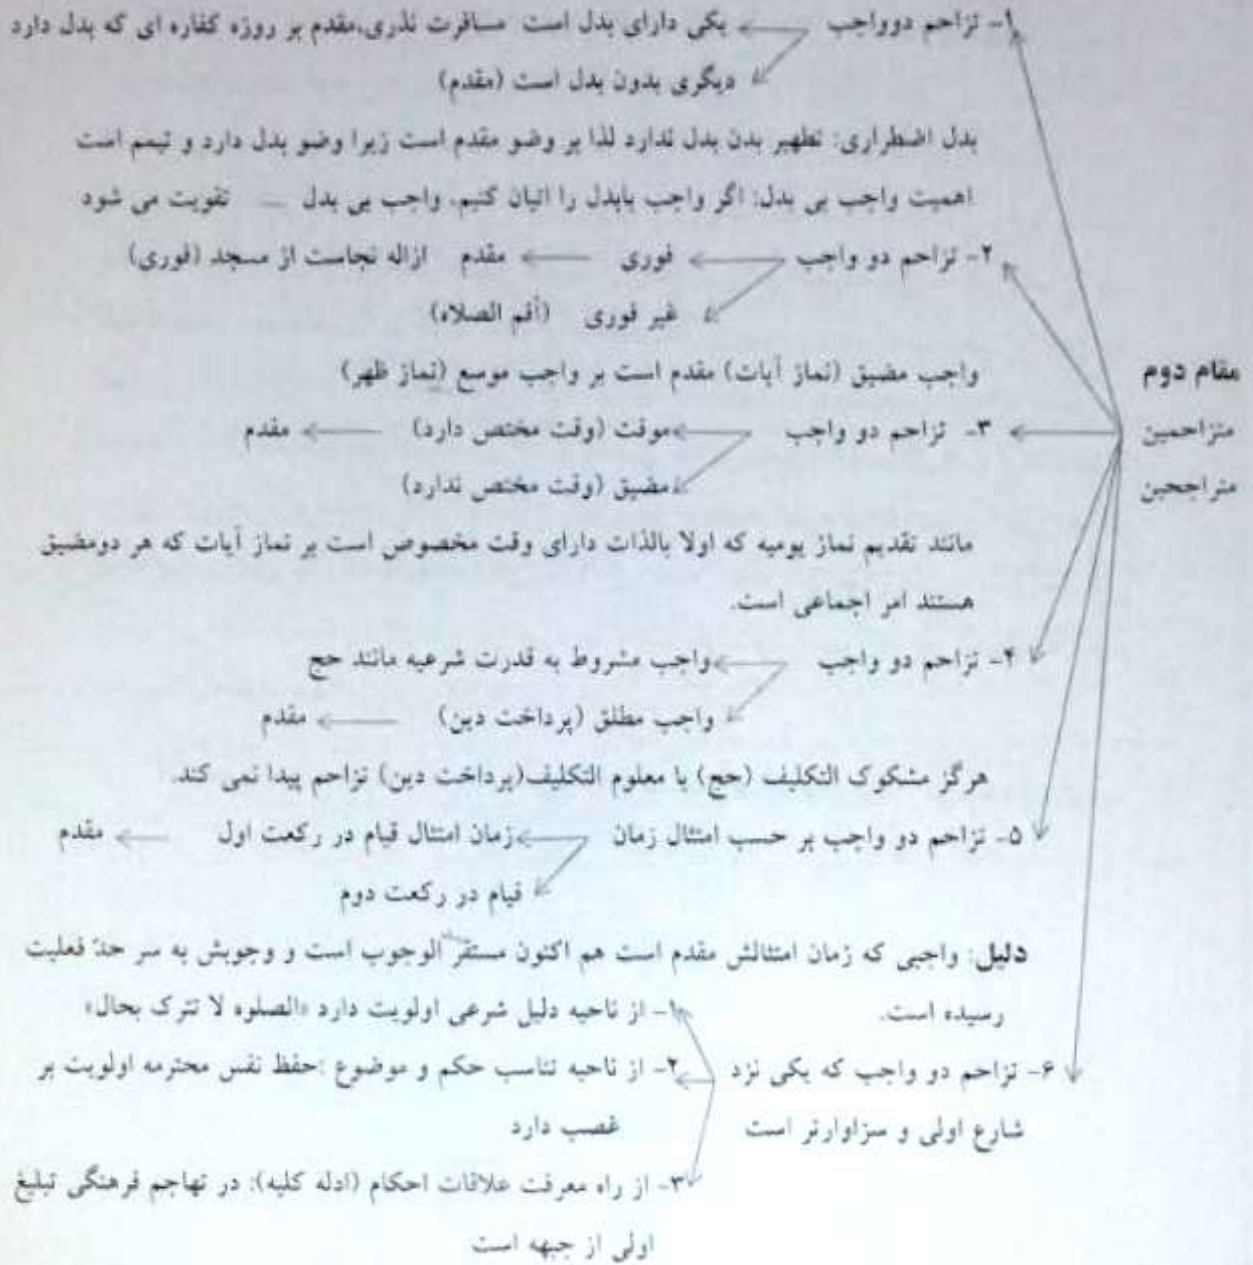 ۱- تزاحم دوواجب یکی دارای بدل است مسافرت نذری،مقدم بر روزه کفاره ای که بدل دارد
دیگری بدون بدل است (مقدم)
بدل اضطراری: تطهیر بدن بدل ندارد لذا بر وضو مقدم است زیرا وضو بدل دارد و تیمم است
اهمیت واجب بی بدل: اگر واجب بابدل را اتیان کنیم، واجب بی بدل تفویت می شود
۲- تزاحم دو واجب فوری مقدم ازاله نجاست از مسجد (فوری)
غیر فوری (أقم الصلاه)
مقام دوم
واجب مضیق (نماز آیات) مقدم است بر واجب موسع (نماز ظهر)
متزاحمین
۳- تزاحم دو واجب موقت (وقت مختص دارد) مقدم
متراجحین
مضیق (وقت مختص ندارد)
مانند تقدیم نماز یومیه که اولا بالذات دارای وقت مخصوص است بر نماز آیات که هر دومضیق
هستند امر اجماعی است.
۴- تزاحم دو واجب واجب مشروط به قدرت شرعیه مانند حج
واجب مطلق (پرداخت دین) مقدم
هرگز مشکوک التکلیف (حج) با معلوم التکلیف(پرداخت دین) تزاحم پیدا نمی کند.
۵- تزاحم دو واجب بر حسب امتثال زمان زمان امتثال قیام در رکعت اول مقدم
قیام در رکعت دوم
دلیل: واجبی که زمان امتثالش مقدم است هم اکنون مستقر الوجوب است و وجوبش به سر حدّ فعلیت
رسیده است.
۱- از ناحیه دلیل شرعی اولویت دارد «الصلوه لا تترک بحال»
۶- تزاحم دو واجب که یکی نزد
۲- از ناحیه تناسب حکم و موضوع :حفظ نفس محترمه اولویت بر
شارع اولی و سزاوارتر است
غصب دارد
۳- از راه معرفت علاقات احکام (ادله کلیه): در تهاجم فرهنگی تبلیغ
اولی از جبهه است